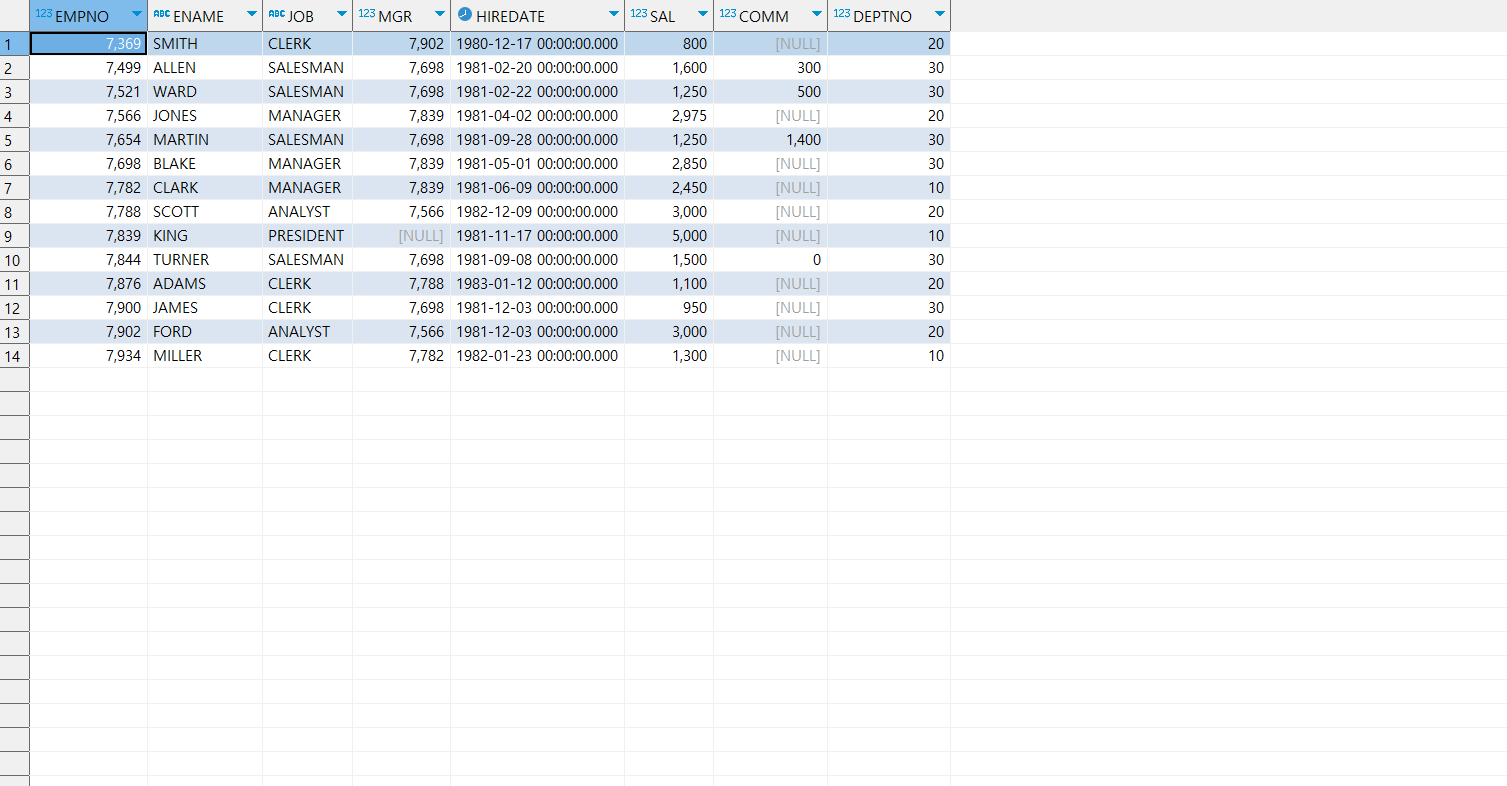 123 EMPNO ABC ENAME ABC JOB 123 MGR HIREDATE 123 SAL 123 COMM 123 DEPTNO
1 7,369 SMITH CLERK 7,902 1980-12-17 00:00:00.000 800 [NULL] 20
2 7,499 ALLEN SALESMAN 7,698 1981-02-20 00:00:00.000 1,600 300 30
3 7,521 WARD SALESMAN 7,698 1981-02-22 00:00:00.000 1,250 500 30
4 7,566 JONES MANAGER 7,839 1981-04-02 00:00:00.000 2,975 [NULL] 20
5 7,654 MARTIN SALESMAN 7,698 1981-09-28 00:00:00.000 1,250 1,400 30
6 7,698 BLAKE MANAGER 7,839 1981-05-01 00:00:00.000 2,850 [NULL] 30
7 7,782 CLARK MANAGER 7,839 1981-06-09 00:00:00.000 2,450 [NULL] 10
8 7,788 SCOTT ANALYST 7,566 1982-12-09 00:00:00.000 3,000 [NULL] 20
9 7,839 KING PRESIDENT [NULL] 1981-11-17 00:00:00.000 5,000 [NULL] 10
10 7,844 TURNER SALESMAN 7,698 1981-09-08 00:00:00.000 1,500 0 30
11 7,876 ADAMS CLERK 7,788 1983-01-12 00:00:00.000 1,100 [NULL] 20
12 7,900 JAMES CLERK 7,698 1981-12-03 00:00:00.000 950 [NULL] 30
13 7,902 FORD ANALYST 7,566 1981-12-03 00:00:00.000 3,000 [NULL] 20
14 7,934 MILLER CLERK 7,782 1982-01-23 00:00:00.000 1,300 [NULL] 10